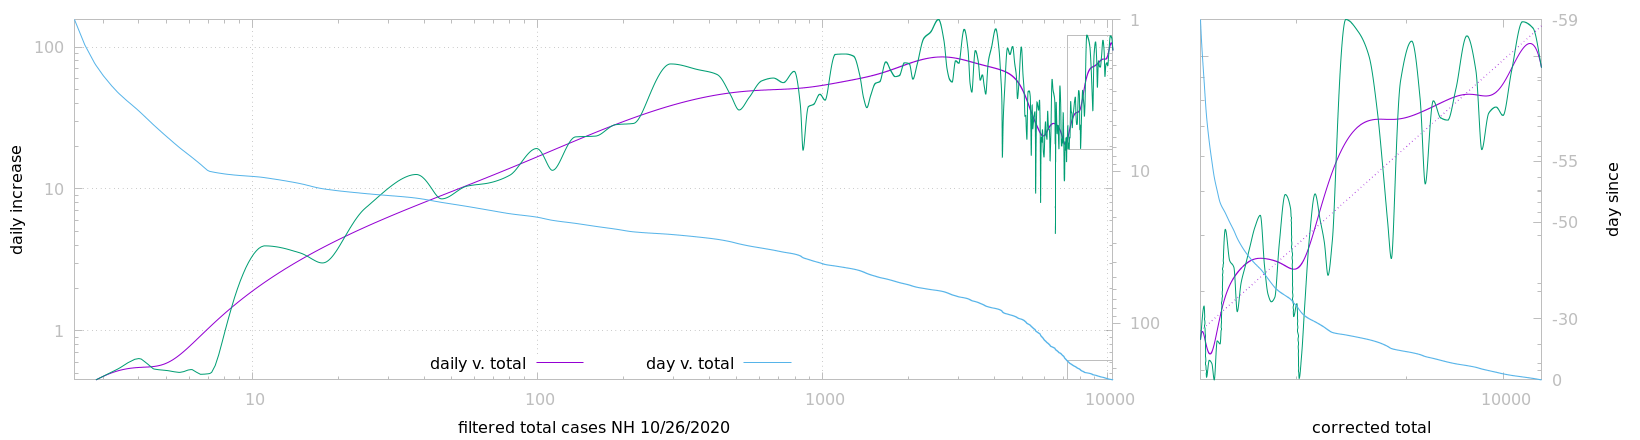 daily increase
100
10
1
daily v. total
day v. total
1
10
100
10
100
1000
10000
filtered total cases NH 10/26/2020
-59
-55
-50
-30
0
day since
10000
corrected total